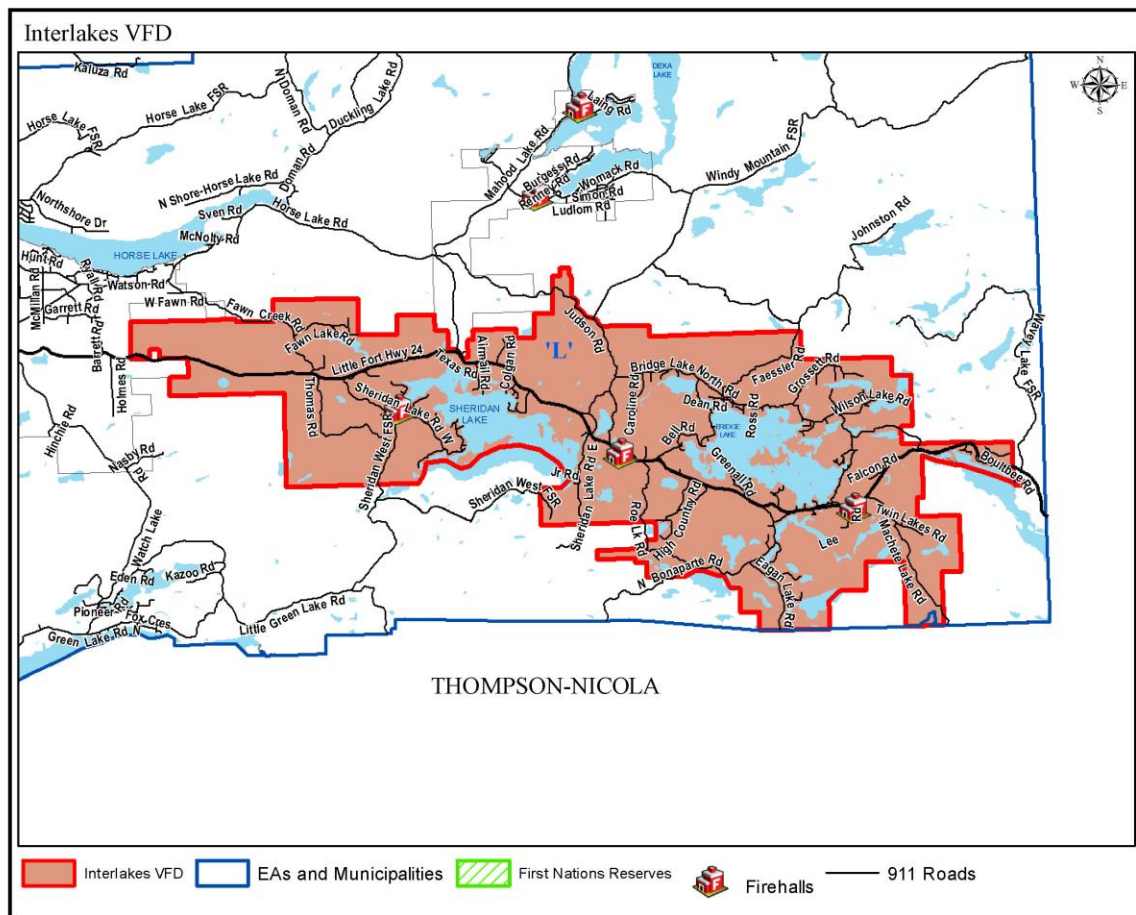 Interlakes VFD
Kaluza Rd
DEKA
LAKE
N Doman Rd
Duckling Lake Rd
Horse Lake FSR
Horse Lake FSR
Laing Rd
Mahood Lake Rd
Windy Mountain FSR
Burgess Rd
Womack Rd
Renney Rd
Simon Rd
Ludlom Rd
Doman Rd
N Shore-Horse Lake Rd
Northshore Dr
Sven Rd
Horse Lake Rd
Johnston Rd
McNolty Rd
HORSE LAKE
Hunt Rd
Ryall Rd
Watson Rd
W Fawn Rd
McMillan Rd
Garrett Rd
Barrett Rd
Fawn Creek Rd
Fawn Lake Rd
Judson Rd
Wavey Lake FSR
'L'
Little Fort Hwy 24
Texas Rd
Airmail Rd
Colgan Rd
Bridge Lake North Rd
Faessler Rd
Grosset Rd
Holmes Rd
Thomas Rd
Sheridan Lake Rd W
SHERIDAN
LAKE
Caroline Rd
Dean Rd
Ross Rd
Wilson Lake Rd
BRIDGE
LAKE
Bell Rd
Hinchie Rd
Nasby Rd
Sheridan West FSR
Greenall Rd
Falcon Rd
Boultbee Rd
Jr Rd
Sheridan West FSR
Sheridan Lake Rd E
Roe Lk Rd
High Country Rd
Rd
Twin Lakes Rd
Lee
Machete Lake Rd
Watch Lake Rd
Eden Rd
Kazoo Rd
N Bonaparte Rd
Eagan Lake Rd
Pioneer Rd
Fox Cres
Little Green Lake Rd
Green Lake Rd N
THOMPSON-NICOLA
N
W
E
S
Interlakes VFD
EAs and Municipalities
First Nations Reserves
Firehalls
911 Roads